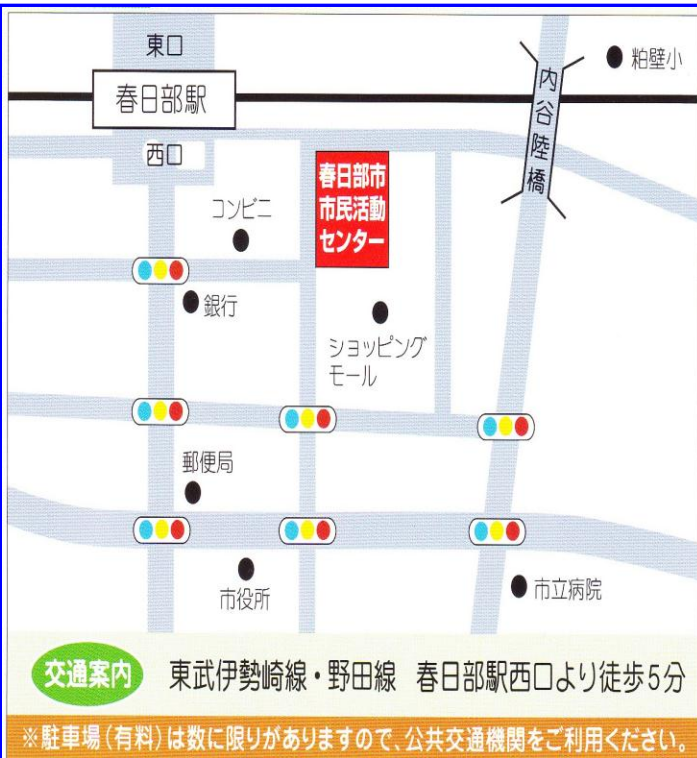 東口
粕壁小
春日部駅
内谷陸橋
西口
春日部市
市民活動
センター
コンビニ
銀行
ショッピング
モール
郵便局
市役所
市立病院
交通案内 東武伊勢崎線・野田線 春日部駅西口より徒歩5分
※駐車場(有料)は数に限りがありますので、公共交通機関をご利用ください。